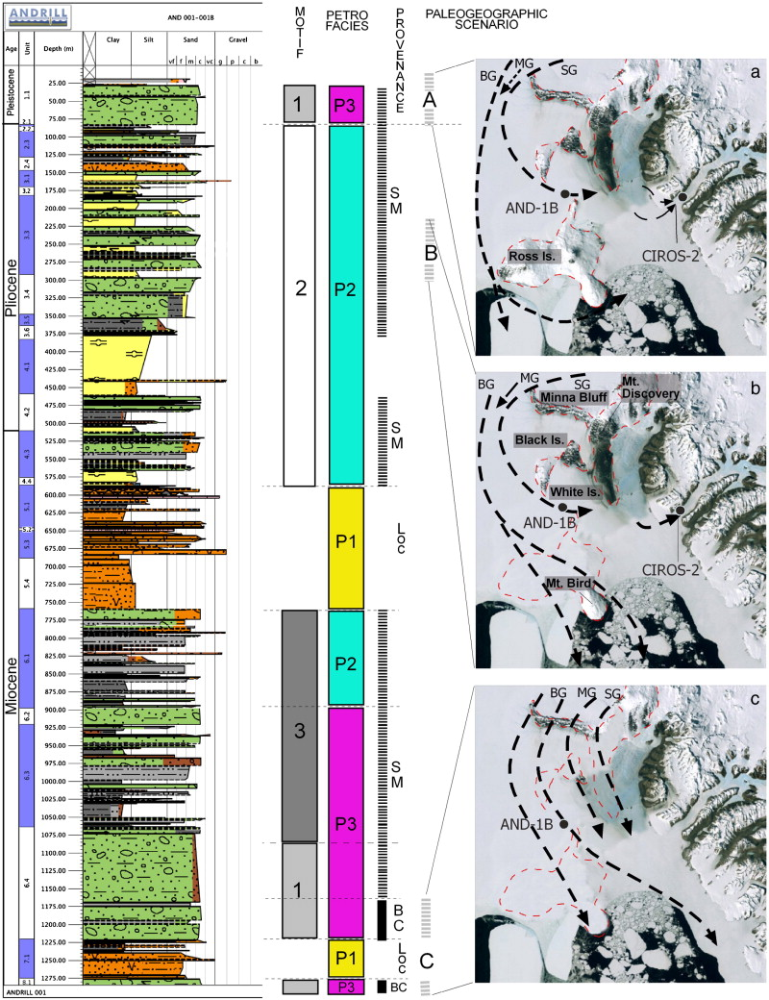 ANDRILL
AND 001-001B
MOTIF
PETRO
FACIES
PROVENANCE
PALEOGEOGRAPHIC
SCENARIO
Age
Unit
Depth (m)
Clay
Silt
Sand
Gravel
vf f m c vc g p c b
Pleistocene
Pliocene
Miocene
1.1
2.1
2.2
2.3
2.4
3.1
3.2
3.3
3.4
3.5
3.6
4.1
4.2
4.3
4.4
5.1
5.2
5.3
5.4
6.1
6.2
6.3
6.4
7.1
8.1
25.00
50.00
75.00
100.00
125.00
150.00
175.00
200.00
225.00
250.00
275.00
300.00
325.00
350.00
375.00
400.00
425.00
450.00
475.00
500.00
525.00
550.00
575.00
600.00
625.00
650.00
675.00
700.00
725.00
750.00
775.00
800.00
825.00
850.00
875.00
900.00
925.00
950.00
975.00
1000.00
1025.00
1050.00
1075.00
1100.00
1125.00
1150.00
1175.00
1200.00
1225.00
1250.00
1275.00
ANDRILL 001
1
2
3
1
P3
P2
P1
P2
P3
P1
P3
SM
SM
LOC
SM
BC
LOC
BC
A
B
C
a
BG
MG
SG
AND-1B
CIROS-2
Ross Is.
b
BG
MG
SG
Minna Bluff
Mt.
Discovery
Black Is.
White Is.
AND-1B
CIROS-2
Mt. Bird
c
BG
MG
SG
AND-1B